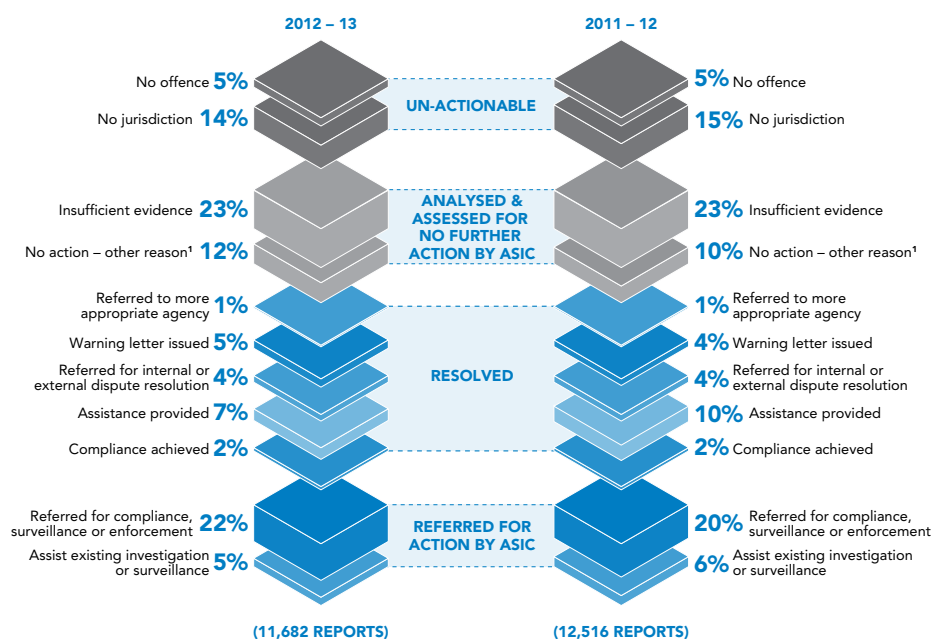 2012 – 13
2011 – 12
No offence 5%
UN-ACTIONABLE
5% No offence
No jurisdiction 14%
15% No jurisdiction
Insufficient evidence 23%
ANALYSED &
ASSESSED FOR
NO FURTHER
ACTION BY ASIC
23% Insufficient evidence
No action – other reason¹ 12%
10% No action – other reason¹
Referred to more
appropriate agency 1%
1% Referred to more
appropriate agency
Warning letter issued 5%
4% Warning letter issued
Referred for internal or
external dispute resolution 4%
RESOLVED
4% Referred for internal or
external dispute resolution
Assistance provided 7%
10% Assistance provided
Compliance achieved 2%
2% Compliance achieved
Referred for compliance,
surveillance or enforcement 22%
REFERRED FOR
ACTION BY ASIC
20% Referred for compliance,
surveillance or enforcement
Assist existing investigation
or surveillance 5%
6% Assist existing investigation
or surveillance
(11,682 REPORTS)
(12,516 REPORTS)